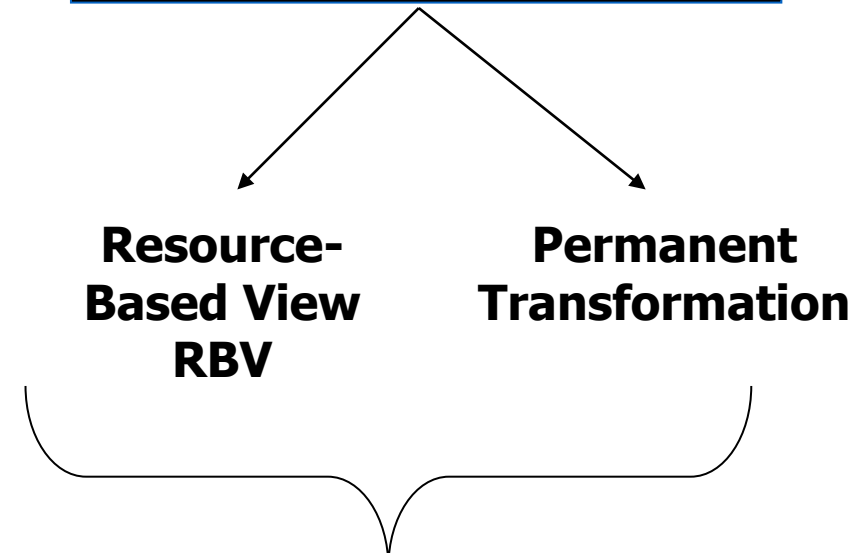 Resource-
Based View
RBV
Permanent
Transformation